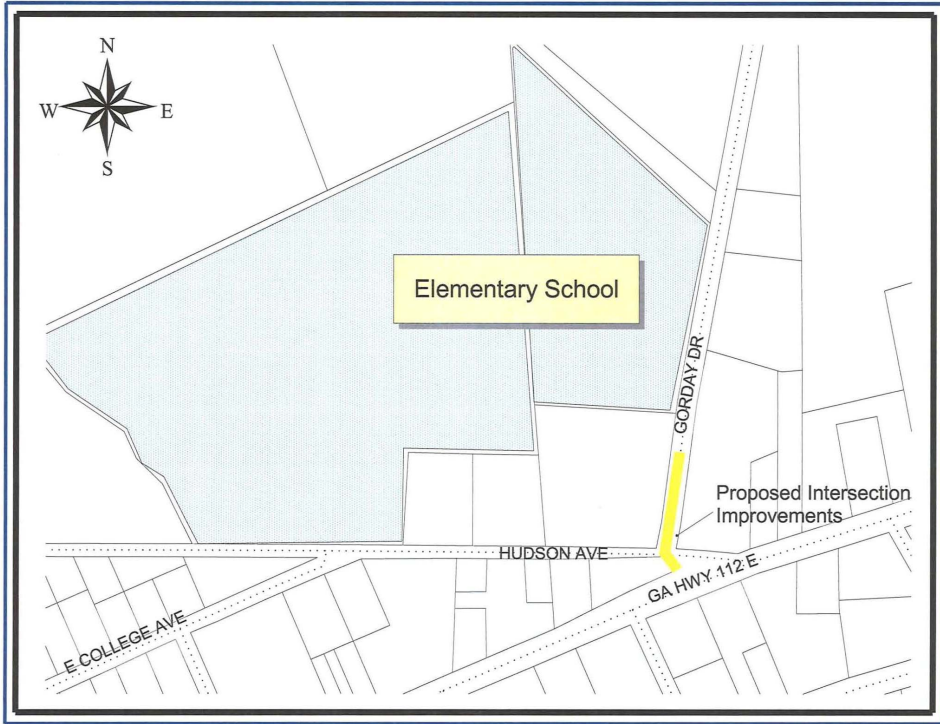 N
W E
S
Elementary School
GORDAY DR
Proposed Intersection
Improvements
HUDSON AVE
GA HWY 112 E
E COLLEGE AVE